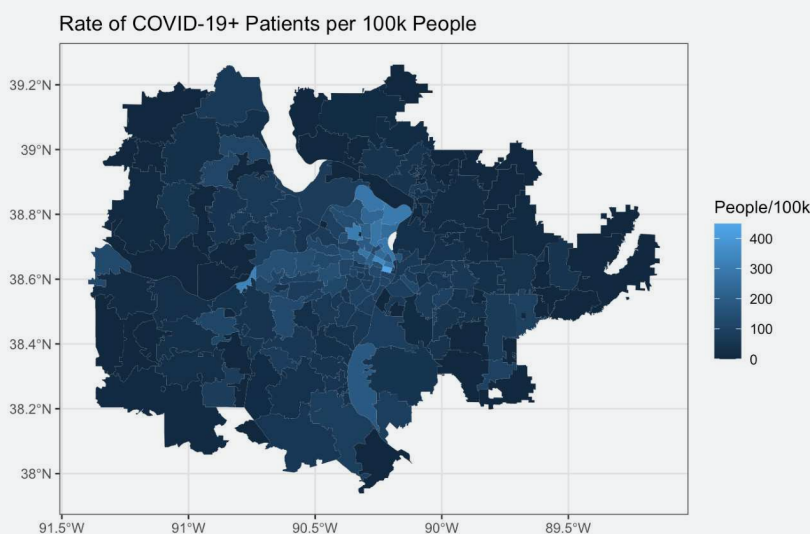 Rate of COVID-19+ Patients per 100k People
39.2°N
39°N
38.8°N
38.6°N
38.4°N
38.2°N
38°N
91.5°W
91°W
90.5°W
90°W
89.5°W
People/100k
400
300
200
100
0